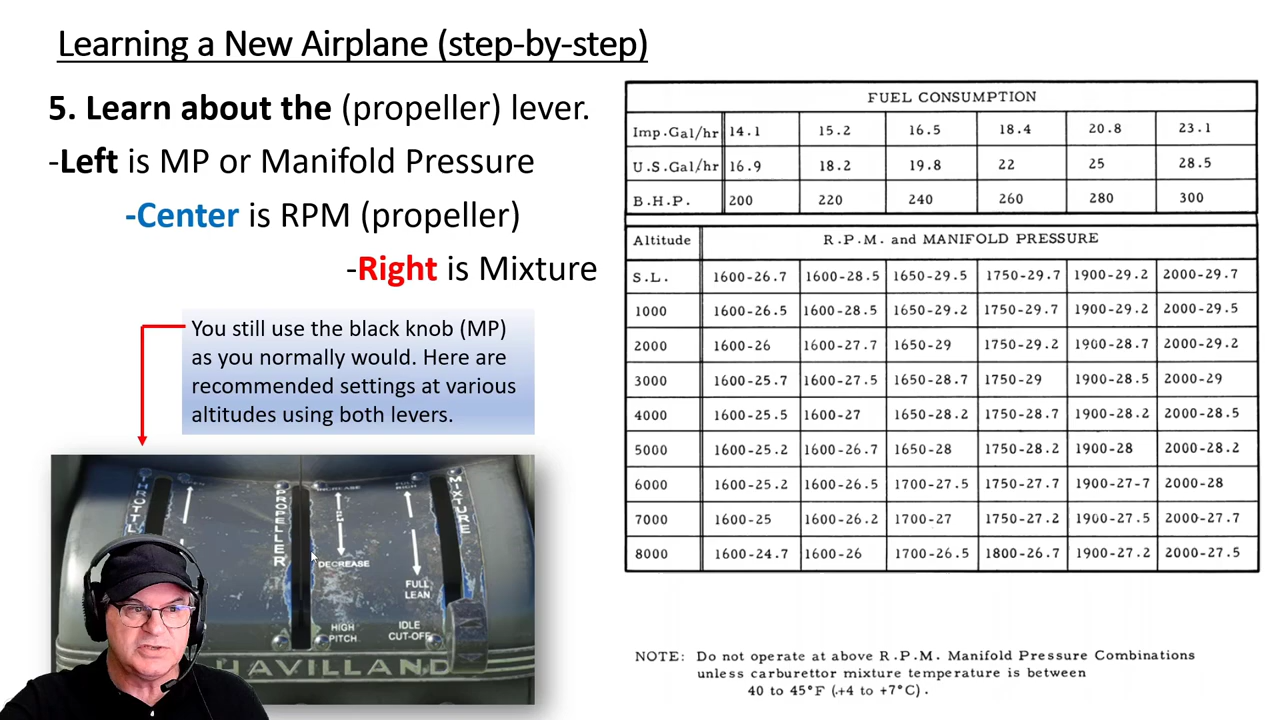 Learning a New Airplane (step-by-step)
5. Learn about the (propeller) lever.
-Left is MP or Manifold Pressure
-Center is RPM (propeller)
-Right is Mixture
You still use the black knob (MP)
as you normally would. Here are
recommended settings at various
altitudes using both levers.
THROTTL
PROPELLER
INCREASE
DECREASE
HIGH
PITCH
FULL
LEAN
IDLE
CUT-OFF
MIXTURE
HAVILLAND
FUEL CONSUMPTION
Imp.Gal/hr 14.1 15.2 16.5 18.4 20.8 23.1
U.S.Gal/hr 16.9 18.2 19.8 22 25 28.5
B.H.P. 200 220 240 260 280 300
Altitude R.P.M. and MANIFOLD PRESSURE
S.L. 1600-26.7 1600-28.5 1650-29.5 1750-29.7 1900-29.2 2000-29.7
1000 1600-26.5 1600-28.5 1650-29.2 1750-29.7 1900-29.2 2000-29.5
2000 1600-26 1600-27.7 1650-29 1750-29.2 1900-28.7 2000-29.2
3000 1600-25.7 1600-27.5 1650-28.7 1750-29 1900-28.5 2000-29
4000 1600-25.5 1600-27 1650-28.2 1750-28.7 1900-28.2 2000-28.5
5000 1600-25.2 1600-26.7 1650-28 1750-28.2 1900-28 2000-28.2
6000 1600-25.2 1600-26.5 1700-27.5 1750-27.7 1900-27-7 2000-28
7000 1600-25 1600-26.2 1700-27 1750-27.2 1900-27.5 2000-27.7
8000 1600-24.7 1600-26 1700-26.5 1800-26.7 1900-27.2 2000-27.5
NOTE: Do not operate at above R.P.M. Manifold Pressure Combinations
unless carburettor mixture temperature is between
40 to 45°F (+4 to +7°C).